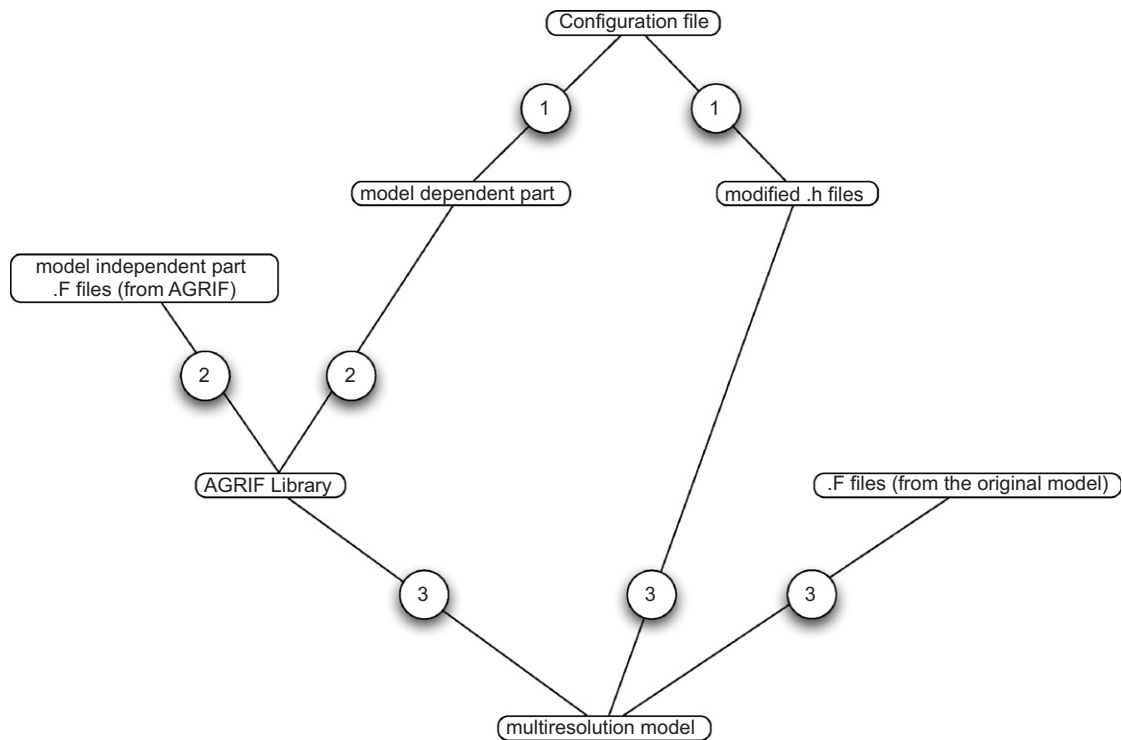 Configuration file
1
1
model dependent part
modified .h files
model independent part
.F files (from AGRIF)
2
2
AGRIF Library
.F files (from the original model)
3
3
3
multiresolution model